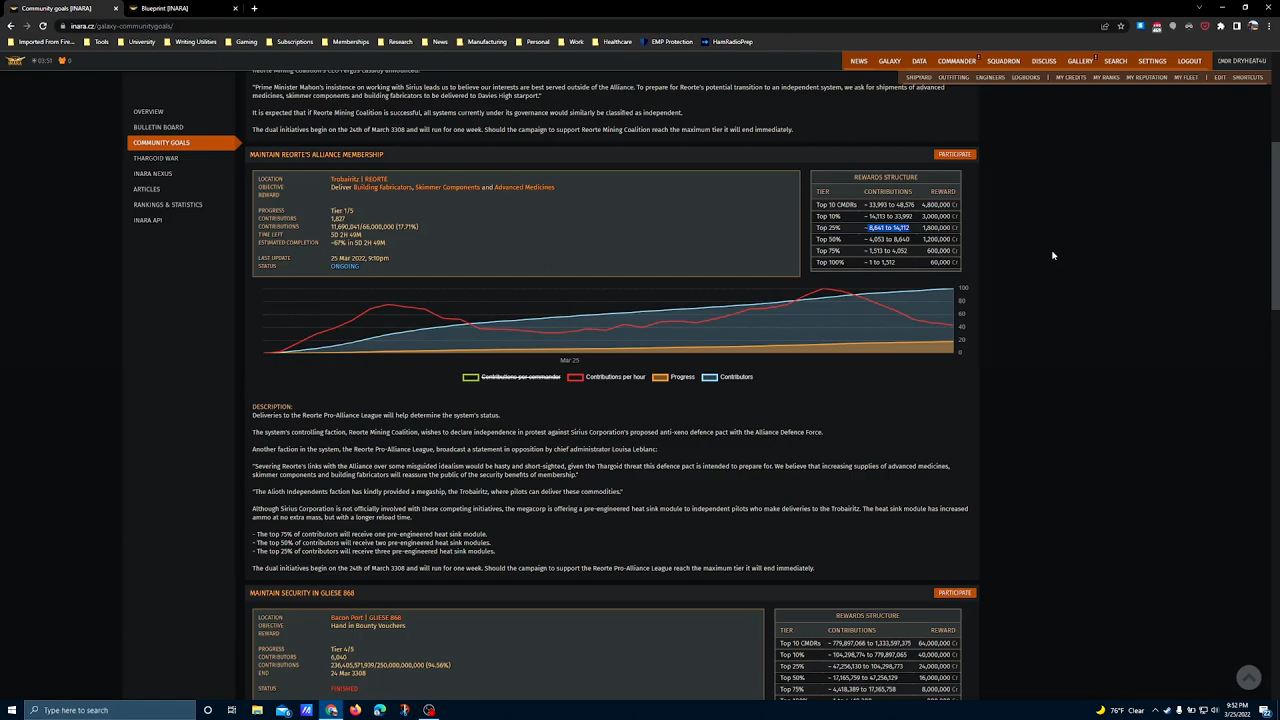 Community goals [INARA]
Blueprint [INARA]
inara.cz/galaxy-communitygoals/
Imported From Fire...
Tools
University
Writing Utilities
Gaming
Subscriptions
Memberships
Research
News
Manufacturing
Personal
Work
Healthcare
EMP Protection
HamRadioPrep
03:51
0
NEWS
GALAXY
DATA
COMMANDER
SQUADRON
DISCUSS
GALLERY
SEARCH
SETTINGS
LOGOUT
CMDR DRYHEAT4U
SHIPYARD
OUTFITTING
ENGINEERS
LOGBOOKS
MY CREDITS
MY RANKS
MY REPUTATION
MY FLEET
EDIT
SHORTCUTS
OVERVIEW
BULLETIN BOARD
COMMUNITY GOALS
THARGOID WAR
INARA NEXUS
ARTICLES
RANKINGS & STATISTICS
INARA API
"Prime Minister Mahon's insistence on working with Sirius leads us to believe our interests are best served outside of the Alliance. To prepare for Reorte's potential transition to an independent system, we ask for shipments of advanced
medicines, skimmer components and building fabricators to be delivered to Davies High starport."
It is expected that if Reorte Mining Coalition is successful, all systems currently under its governance would similarly be classified as independent.
The dual initiatives begin on the 24th of March 3308 and will run for one week. Should the campaign to support Reorte Mining Coalition reach the maximum tier it will end immediately.
MAINTAIN REORTE'S ALLIANCE MEMBERSHIP
PARTICIPATE
LOCATION Trobairitz | REORTE
OBJECTIVE Deliver Building Fabricators, Skimmer Components and Advanced Medicines
REWARD
PROGRESS Tier 1/5
CONTRIBUTORS 1,827
CONTRIBUTIONS 11,690,041/66,000,000 (17.71%)
TIME LEFT 5D 2H 49M
ESTIMATED COMPLETION ~67% in 5D 2H 49M
LAST UPDATE 25 Mar 2022, 9:10pm
STATUS ONGOING
REWARDS STRUCTURE
TIER CONTRIBUTIONS REWARD
Top 10 CMDRs ~ 33,993 to 48,576 4,800,000 Cr
Top 10% ~ 14,113 to 33,992 3,000,000 Cr
Top 25% ~ 8,641 to 14,112 1,800,000 Cr
Top 50% ~ 4,053 to 8,640 1,200,000 Cr
Top 75% ~ 1,513 to 4,052 600,000 Cr
Top 100% ~ 1 to 1,512 60,000 Cr
100
80
60
40
20
0
Mar 25
Contributions per commander
Contributions per hour
Progress
Contributors
DESCRIPTION:
Deliveries to the Reorte Pro-Alliance League will help determine the system's status.
The system's controlling faction, Reorte Mining Coalition, wishes to declare independence in protest against Sirius Corporation's proposed anti-xeno defence pact with the Alliance Defence Force.
Another faction in the system, the Reorte Pro-Alliance League, broadcast a statement in opposition by chief administrator Louisa Leblanc:
"Severing Reorte's links with the Alliance over some misguided idealism would be hasty and short-sighted, given the Thargoid threat this defence pact is intended to prepare for. We believe that increasing supplies of advanced medicines,
skimmer components and building fabricators will reassure the public of the security benefits of membership."
"The Alioth Independents faction has kindly provided a megaship, the Trobairitz, where pilots can deliver these commodities."
Although Sirius Corporation is not officially involved with these competing initiatives, the megacorp is offering a pre-engineered heat sink module to independent pilots who make deliveries to the Trobairitz. The heat sink module has increased
ammo at no extra mass, but with a longer reload time.
- The top 75% of contributors will receive one pre-engineered heat sink module.
- The top 50% of contributors will receive two pre-engineered heat sink modules.
- The top 25% of contributors will receive three pre-engineered heat sink modules.
The dual initiatives begin on the 24th of March 3308 and will run for one week. Should the campaign to support the Reorte Pro-Alliance League reach the maximum tier it will end immediately.
MAINTAIN SECURITY IN GLIESE 868
PARTICIPATE
LOCATION Bacon Port | GLIESE 868
OBJECTIVE Hand in Bounty Vouchers
REWARD
PROGRESS Tier 4/5
CONTRIBUTORS 6,040
CONTRIBUTIONS 236,405,571,939/250,000,000,000 (94.56%)
END 24 Mar 3308
STATUS FINISHED
REWARDS STRUCTURE
TIER CONTRIBUTIONS REWARD
Top 10 CMDRs ~ 779,897,066 to 1,333,597,375 64,000,000 Cr
Top 10% ~ 104,298,774 to 779,897,065 40,000,000 Cr
Top 25% ~ 47,256,130 to 104,298,773 24,000,000 Cr
Top 50% ~ 17,165,759 to 47,256,129 16,000,000 Cr
Top 75% ~ 4,418,389 to 17,165,758 8,000,000 Cr
Type here to search
76°F Clear
9:52 PM
3/25/2022
22